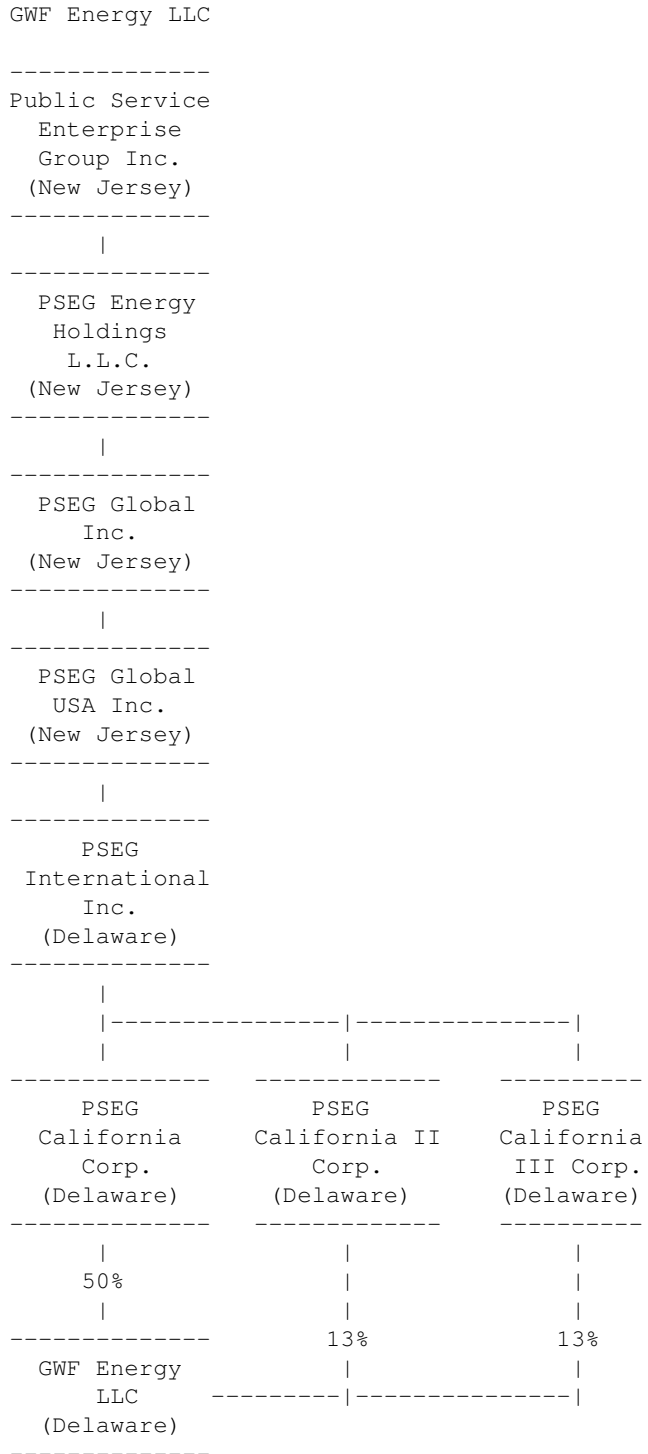 GWF Energy LLC
Public Service
Enterprise
Group Inc.
(New Jersey)
PSEG Energy
Holdings
L.L.C.
(New Jersey)
PSEG Global
Inc.
(New Jersey)
PSEG Global
USA Inc.
(New Jersey)
PSEG
International
Inc.
(Delaware)
PSEG PSEG PSEG
California California II California
Corp. Corp. III Corp.
(Delaware) (Delaware) (Delaware)
50%
13% 13%
GWF Energy
LLC
(Delaware)